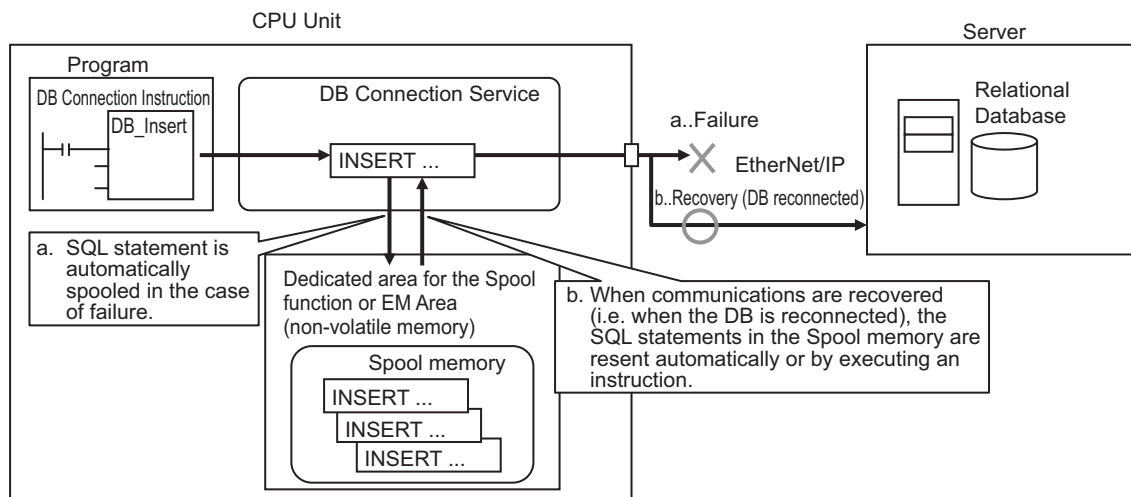 CPU Unit
Server
Program
DB Connection Instruction
DB_Insert
DB Connection Service
INSERT ...
a..Failure
EtherNet/IP
b..Recovery (DB reconnected)
Relational
Database
a. SQL statement is
automatically
spooled in the case
of failure.
Dedicated area for the Spool
function or EM Area
(non-volatile memory)
Spool memory
INSERT ...
INSERT ...
INSERT ...
b. When communications are recovered
(i.e. when the DB is reconnected), the
SQL statements in the Spool memory are
resent automatically or by executing an
instruction.